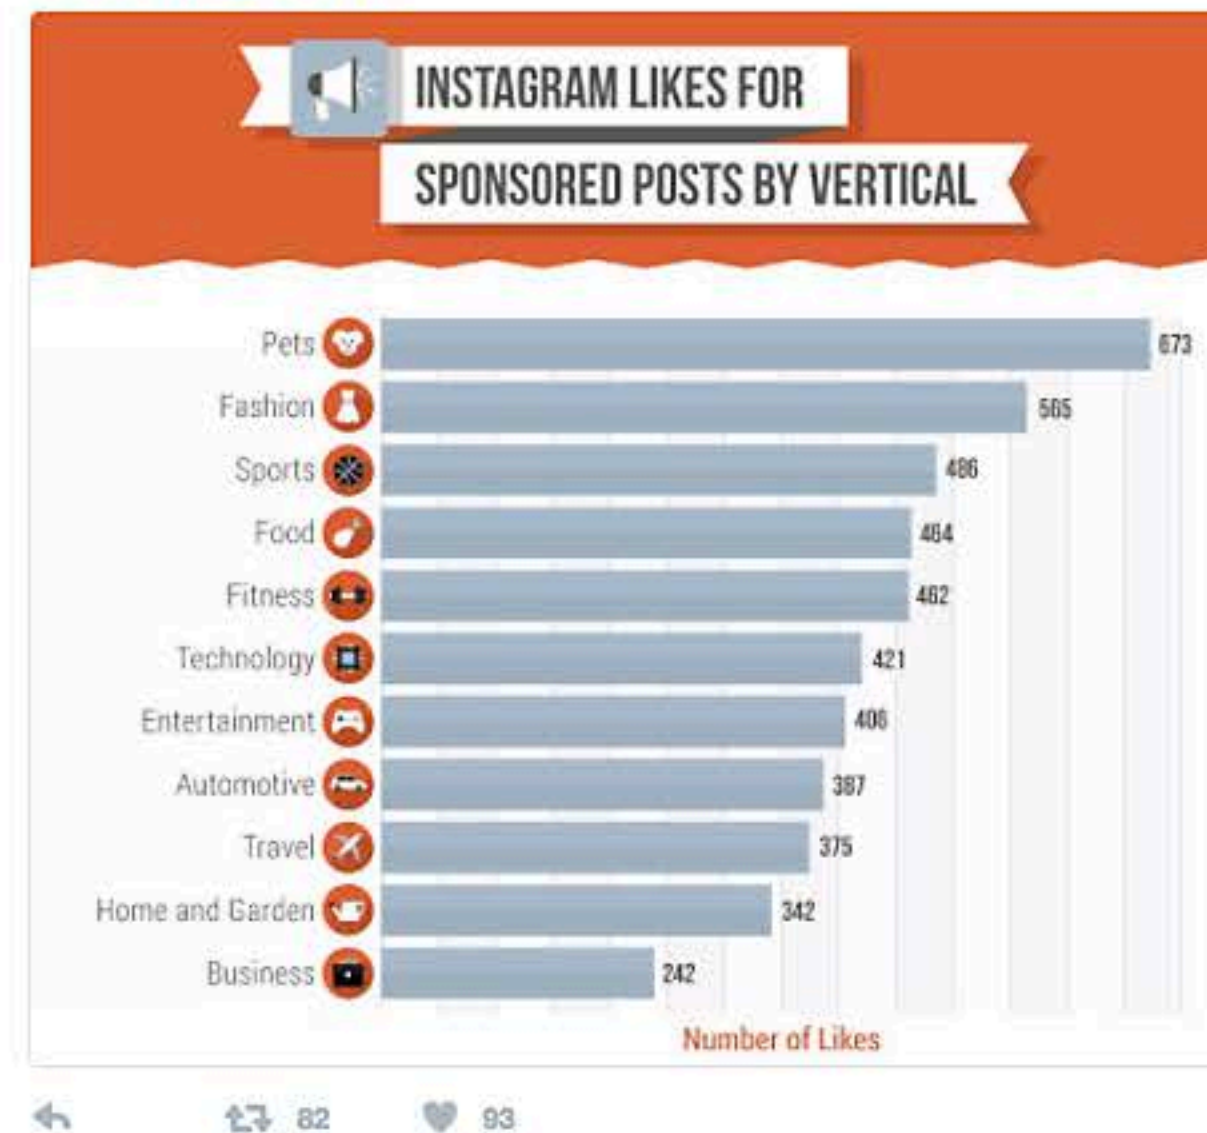 INSTAGRAM LIKES FOR
SPONSORED POSTS BY VERTICAL
Pets 673
Fashion 565
Sports 486
Food 464
Fitness 462
Technology 421
Entertainment 406
Automotive 387
Travel 375
Home and Garden 342
Business 242
Number of Likes
82 93